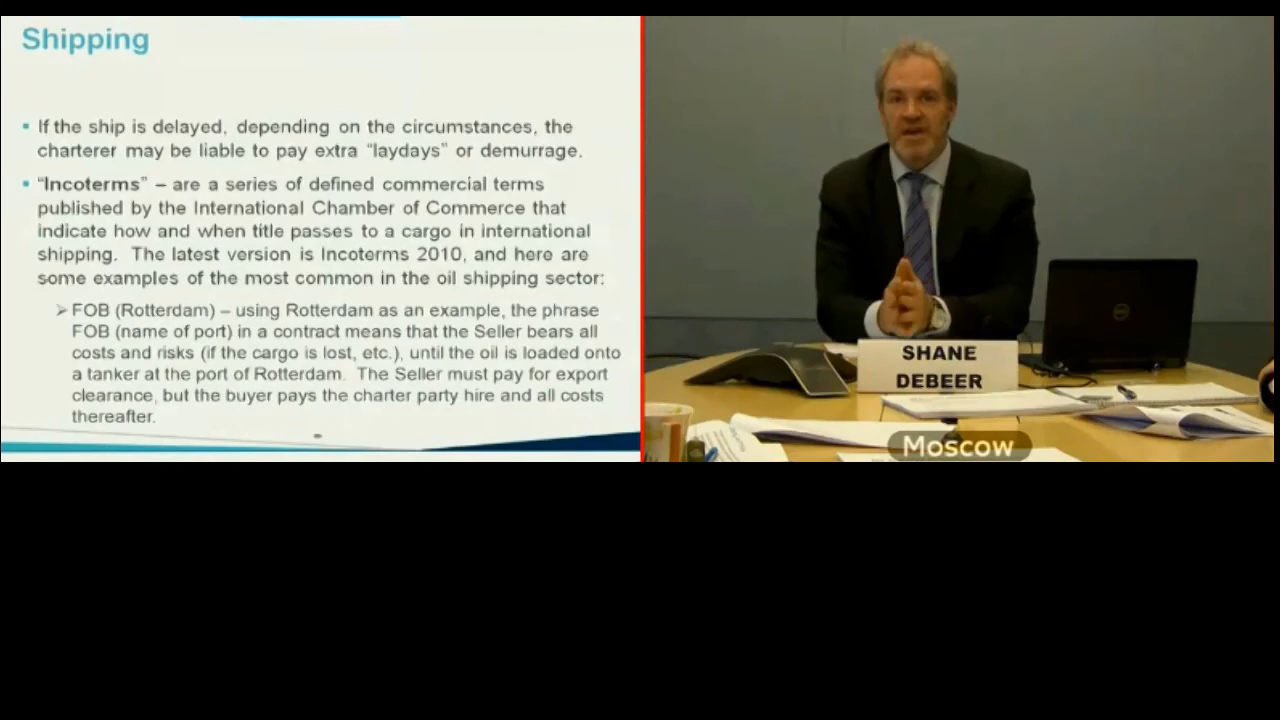 Shipping
If the ship is delayed, depending on the circumstances, the
charterer may be liable to pay extra “laydays” or demurrage.
“Incoterms” – are a series of defined commercial terms
published by the International Chamber of Commerce that
indicate how and when title passes to a cargo in international
shipping. The latest version is Incoterms 2010, and here are
some examples of the most common in the oil shipping sector:
FOB (Rotterdam) – using Rotterdam as an example, the phrase
FOB (name of port) in a contract means that the Seller bears all
costs and risks (if the cargo is lost, etc.), until the oil is loaded onto
a tanker at the port of Rotterdam. The Seller must pay for export
clearance, but the buyer pays the charter party hire and all costs
thereafter.
SHANE
DEBEER
Moscow